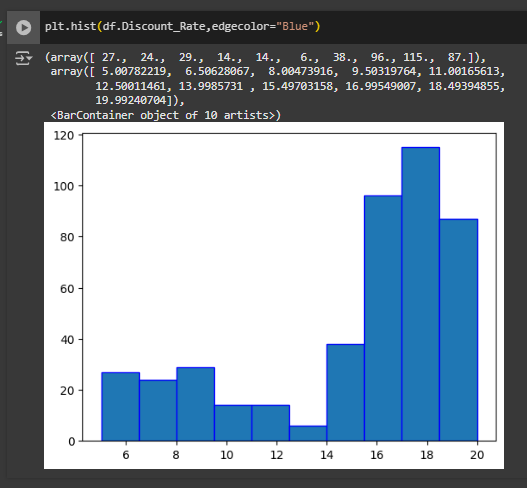 plt.hist(df.Discount_Rate,edgecolor="Blue")
(array([ 27.,  24.,  29.,  14.,  14.,   6.,  38.,  96., 115.,  87.]),
 array([ 5.00782219,  6.50628067,  8.00473916,  9.50319764, 11.00165613,
        12.50011461, 13.9985731 , 15.49703158, 16.99549007, 18.49394855,
        19.99240704]),
 <BarContainer object of 10 artists>)
120
100
80
60
40
20
0
6 8 10 12 14 16 18 20